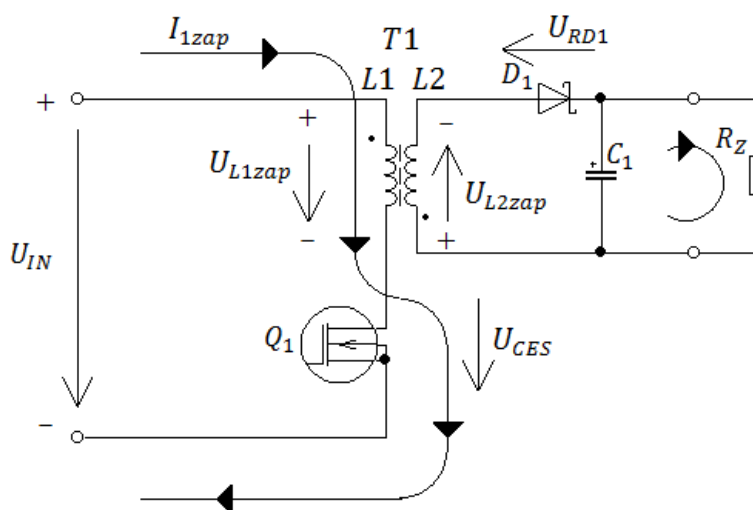 I1zap
T1
URD1
L1 L2
D1
+
+
−
UL1zap
−
UIN
−
+
UL2zap
+
C1
RZ
Q1
UCES
−